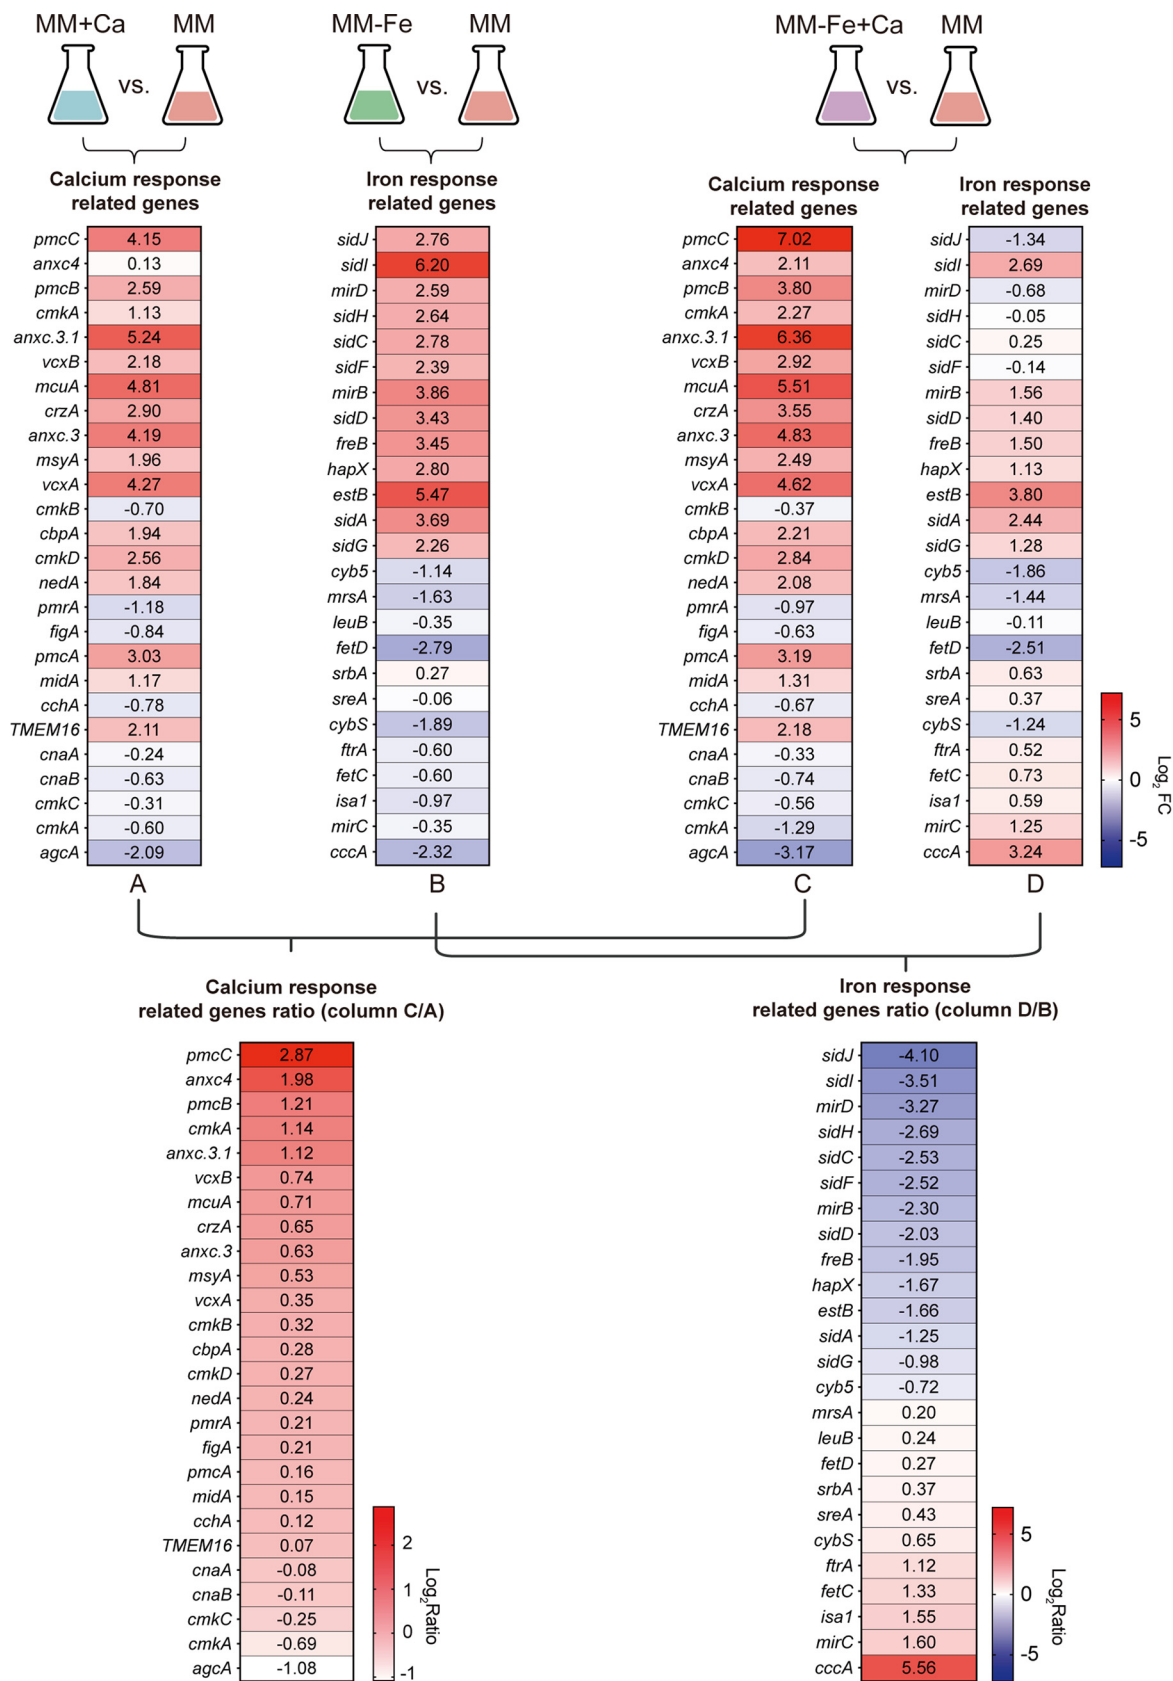 MM+Ca vs. MM
MM-Fe vs. MM
MM-Fe+Ca vs. MM
Calcium response
related genes
pmcC 4.15
anxc4 0.13
pmcB 2.59
cmkA 1.13
anxc.3.1 5.24
vcxB 2.18
mcuA 4.81
crzA 2.90
anxc.3 4.19
msyA 1.96
vcxA 4.27
cmkB -0.70
cbpA 1.94
cmkD 2.56
nedA 1.84
pmrA -1.18
figA -0.84
pmcA 3.03
midA 1.17
cchA -0.78
TMEM16 2.11
cnaA -0.24
cnaB -0.63
cmkC -0.31
cmkA -0.60
agcA -2.09
A
Iron response
related genes
sidJ 2.76
sidI 6.20
mirD 2.59
sidH 2.64
sidC 2.78
sidF 2.39
mirB 3.86
sidD 3.43
freB 3.45
hapX 2.80
estB 5.47
sidA 3.69
sidG 2.26
cyb5 -1.14
mrsA -1.63
leuB -0.35
fetD -2.79
srbA 0.27
sreA -0.06
cybS -1.89
ftrA -0.60
fetC -0.60
isa1 -0.97
mirC -0.35
cccA -2.32
B
Calcium response
related genes
pmcC 7.02
anxc4 2.11
pmcB 3.80
cmkA 2.27
anxc.3.1 6.36
vcxB 2.92
mcuA 5.51
crzA 3.55
anxc.3 4.83
msyA 2.49
vcxA 4.62
cmkB -0.37
cbpA 2.21
cmkD 2.84
nedA 2.08
pmrA -0.97
figA -0.63
pmcA 3.19
midA 1.31
cchA -0.67
TMEM16 2.18
cnaA -0.33
cnaB -0.74
cmkC -0.56
cmkA -1.29
agcA -3.17
C
Iron response
related genes
sidJ -1.34
sidI 2.69
mirD -0.68
sidH -0.05
sidC 0.25
sidF -0.14
mirB 1.56
sidD 1.40
freB 1.50
hapX 1.13
estB 3.80
sidA 2.44
sidG 1.28
cyb5 -1.86
mrsA -1.44
leuB -0.11
fetD -2.51
srbA 0.63
sreA 0.37
cybS -1.24
ftrA 0.52
fetC 0.73
isa1 0.59
mirC 1.25
cccA 3.24
D
5
0
-5
Log2 FC
Calcium response
related genes ratio (column C/A)
pmcC 2.87
anxc4 1.98
pmcB 1.21
cmkA 1.14
anxc.3.1 1.12
vcxB 0.74
mcuA 0.71
crzA 0.65
anxc.3 0.63
msyA 0.53
vcxA 0.35
cmkB 0.32
cbpA 0.28
cmkD 0.27
nedA 0.24
pmrA 0.21
figA 0.21
pmcA 0.16
midA 0.15
cchA 0.12
TMEM16 0.07
cnaA -0.08
cnaB -0.11
cmkC -0.25
cmkA -0.69
agcA -1.08
2
1
0
-1
Log2Ratio
Iron response
related genes ratio (column D/B)
sidJ -4.10
sidI -3.51
mirD -3.27
sidH -2.69
sidC -2.53
sidF -2.52
mirB -2.30
sidD -2.03
freB -1.95
hapX -1.67
estB -1.66
sidA -1.25
sidG -0.98
cyb5 -0.72
mrsA 0.20
leuB 0.24
fetD 0.27
srbA 0.37
sreA 0.43
cybS 0.65
ftrA 1.12
fetC 1.33
isa1 1.55
mirC 1.60
cccA 5.56
5
0
-5
Log2Ratio